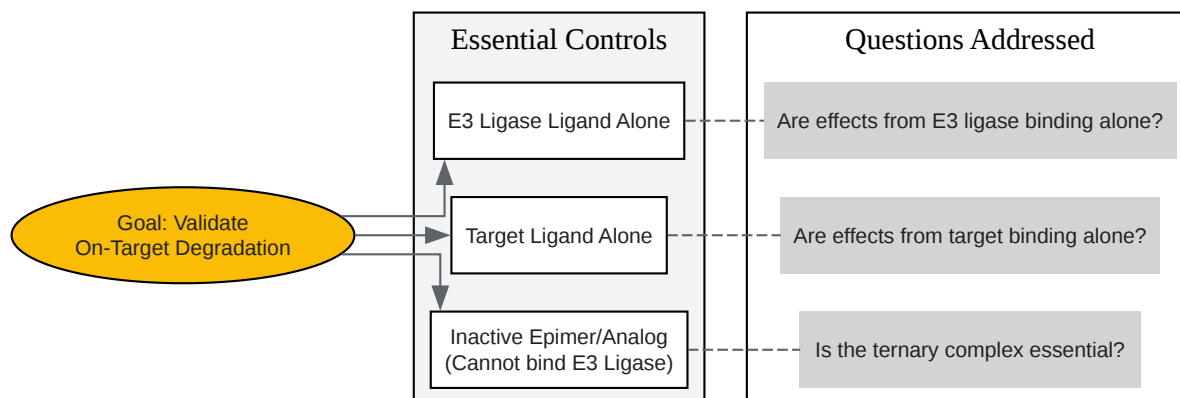 Essential Controls
Questions Addressed
E3 Ligase Ligand Alone
Are effects from E3 ligase binding alone?
Goal: Validate
On-Target Degradation
Target Ligand Alone
Are effects from target binding alone?
Inactive Epimer/Analog
(Cannot bind E3 Ligase)
Is the ternary complex essential?